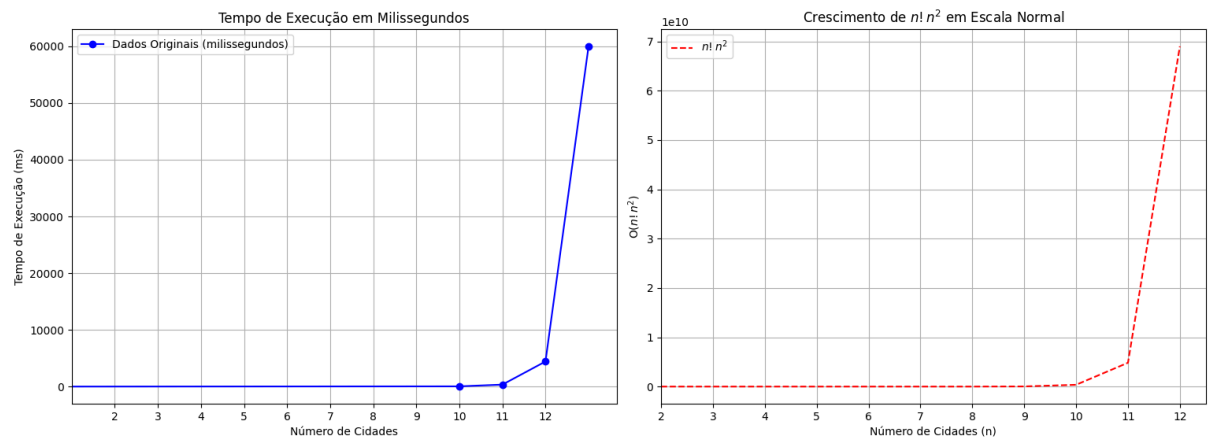 Tempo de Execução em Milissegundos
Dados Originais (milissegundos)
60000
50000
40000
30000
20000
10000
0
Tempo de Execução (ms)
2 3 4 5 6 7 8 9 10 11 12
Número de Cidades
Crescimento de n! n² em Escala Normal
1e10
n! n²
7
6
5
4
3
2
1
0
O(n! n²)
2 3 4 5 6 7 8 9 10 11 12
Número de Cidades (n)